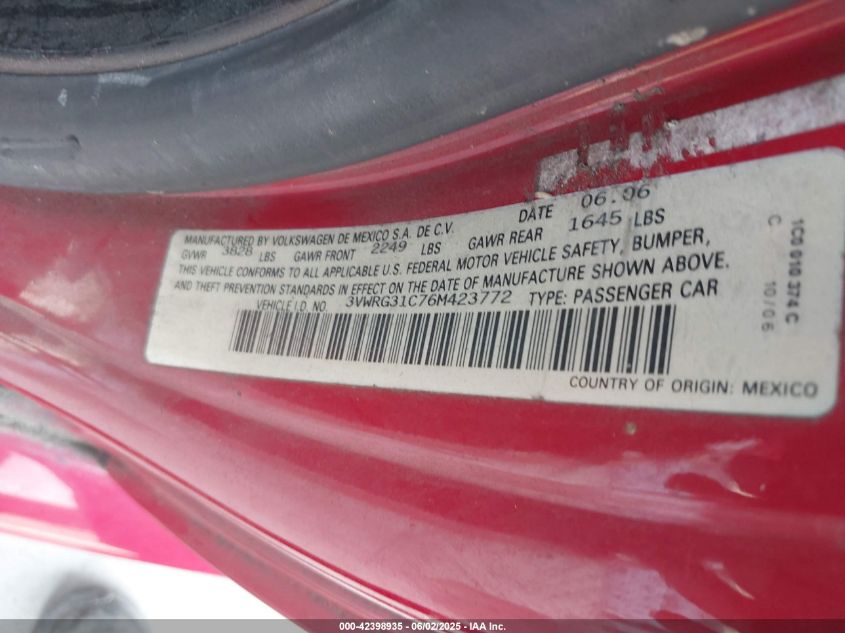 MANUFACTURED BY VOLKSWAGEN DE MEXICO S.A. DE C.V. DATE 06.06
GVWR 3828 LBS GAWR FRONT 2249 LBS GAWR REAR 1645 LBS
THIS VEHICLE CONFORMS TO ALL APPLICABLE U.S. FEDERAL MOTOR VEHICLE SAFETY, BUMPER,
AND THEFT PREVENTION STANDARDS IN EFFECT ON THE DATE OF MANUFACTURE SHOWN ABOVE.
VEHICLE I.D. NO. 3VWRG31C76M423772 TYPE: PASSENGER CAR
COUNTRY OF ORIGIN: MEXICO
1C0 010 374 C
C 10/06
000-42398935 - 06/02/2025 - IAA Inc.